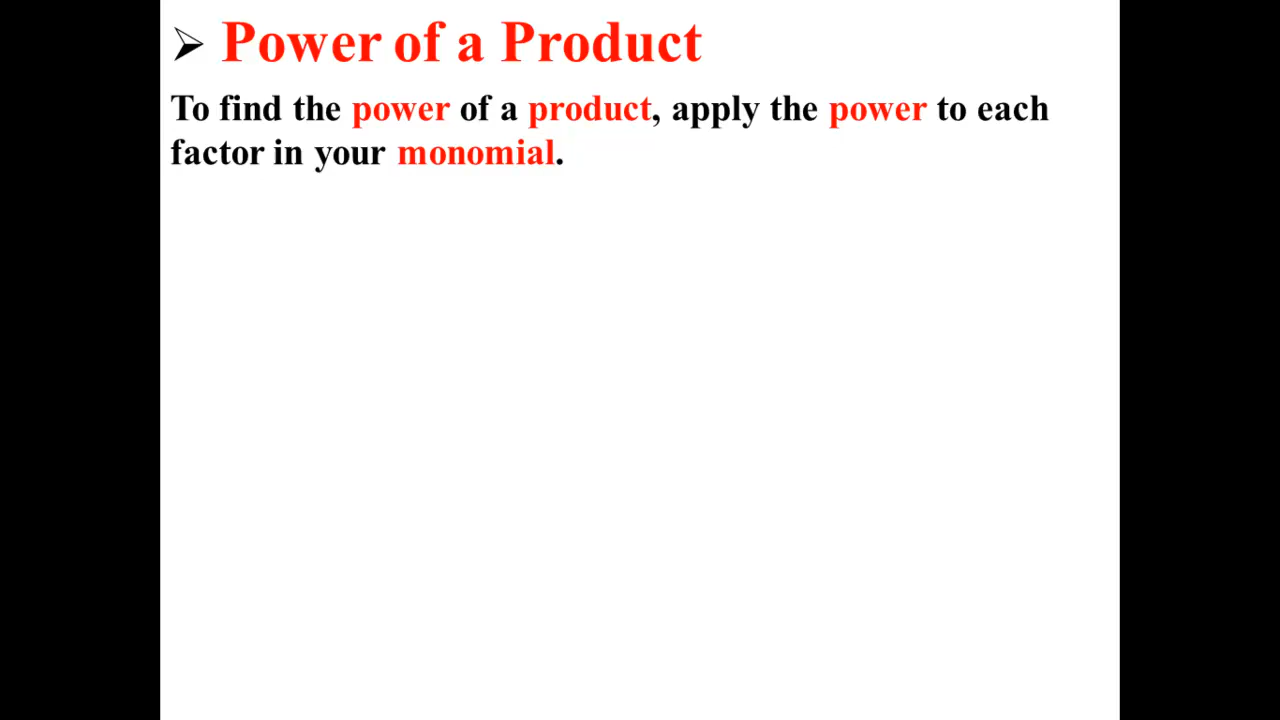 ➢ Power of a Product
To find the power of a product, apply the power to each
factor in your monomial.